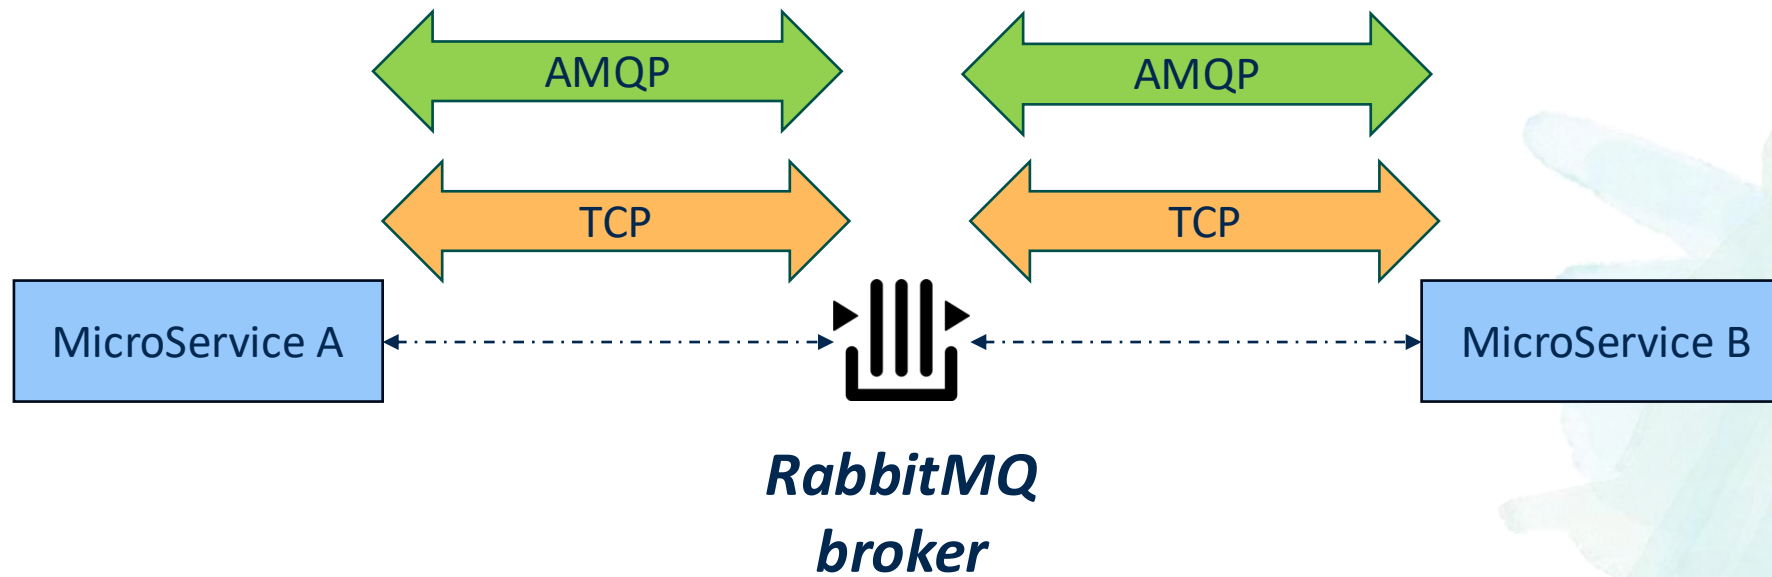 AMQP
AMQP
TCP
TCP
MicroService A
MicroService B
RabbitMQ
broker